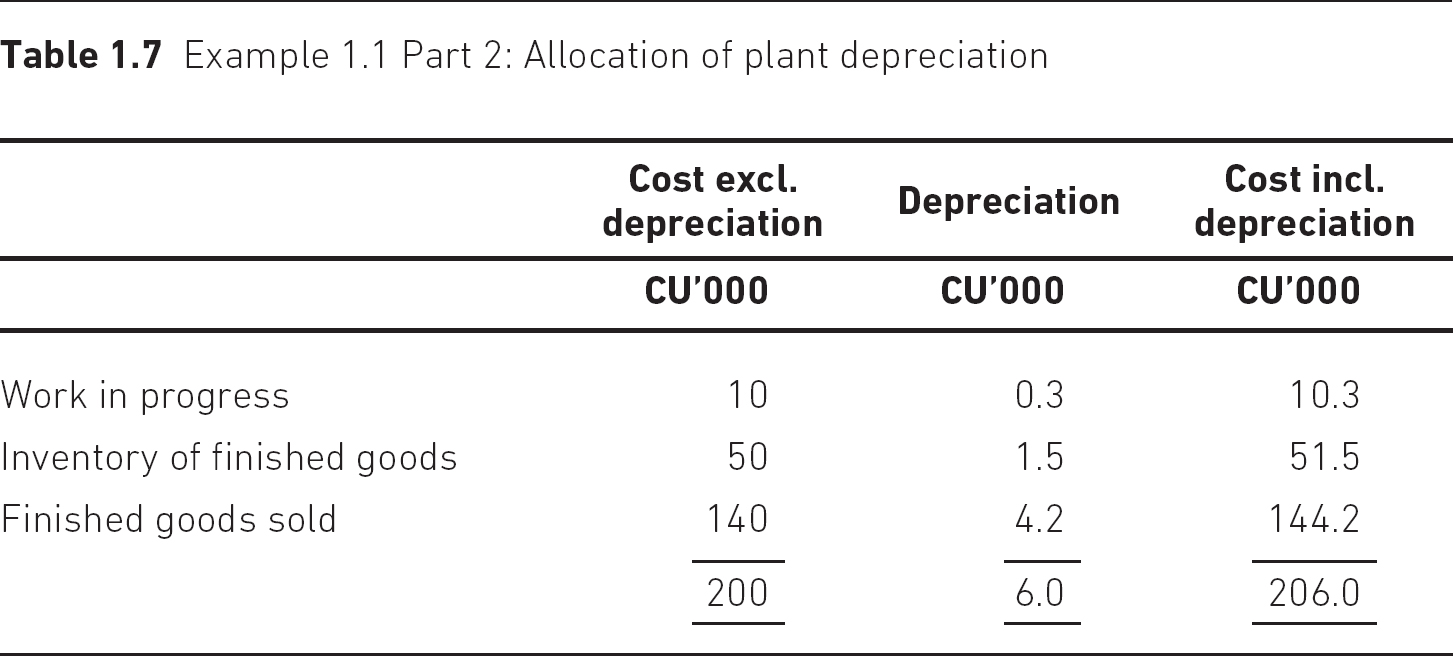 Table 1.7 Example 1.1 Part 2: Allocation of plant depreciation
Cost excl. depreciation Depreciation Cost incl. depreciation
CU’000 CU’000 CU’000
Work in progress 10 0.3 10.3
Inventory of finished goods 50 1.5 51.5
Finished goods sold 140 4.2 144.2
200 6.0 206.0